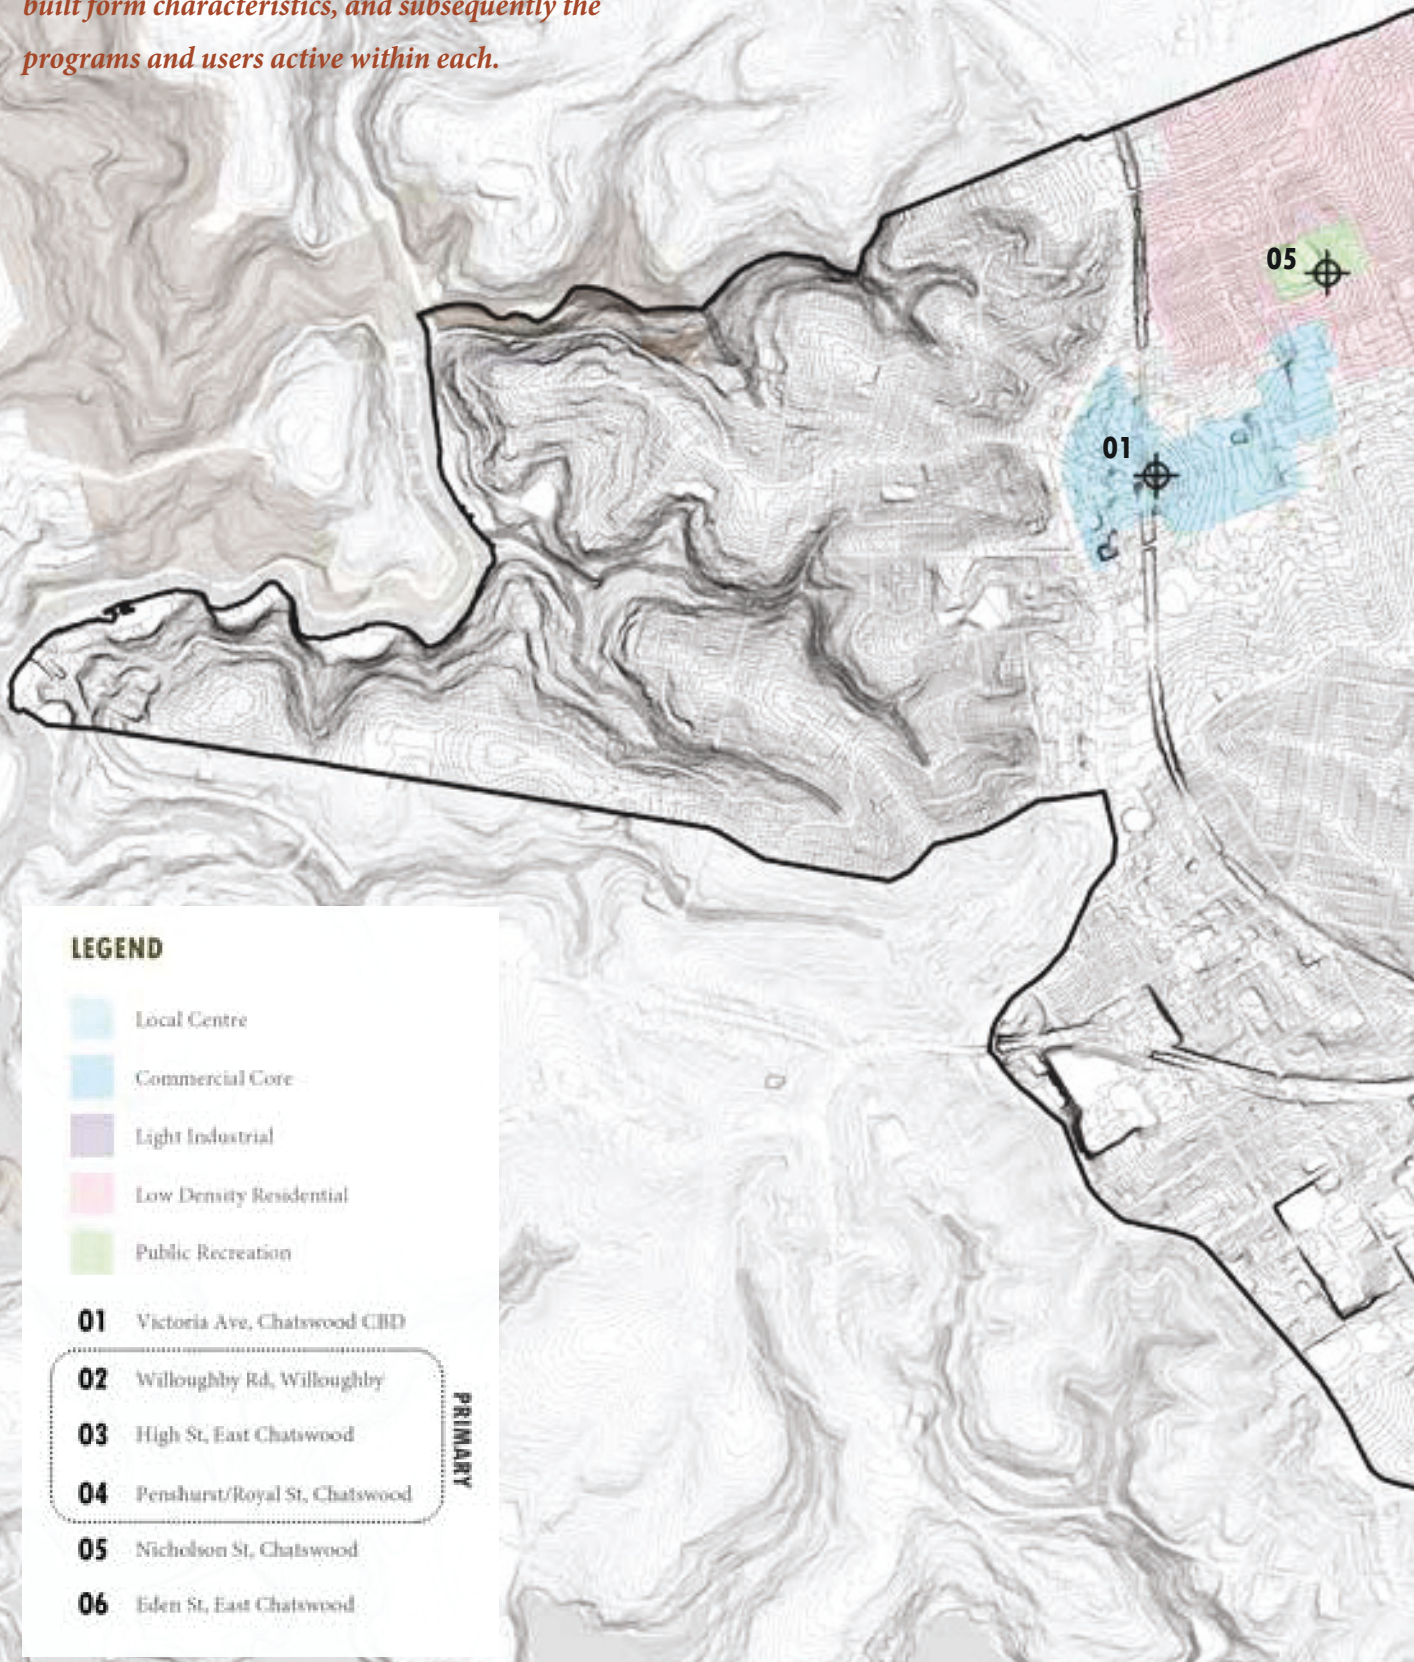 built form characteristics, and subsequently the
programs and users active within each.
05
01
LEGEND
Local Centre
Commercial Core
Light Industrial
Low Density Residential
Public Recreation
01 Victoria Ave, Chatswood CBD
02 Willoughby Rd, Willoughby
03 High St, East Chatswood
04 Penshurst/Royal St, Chatswood
PRIMARY
05 Nicholson St, Chatswood
06 Eden St, East Chatswood